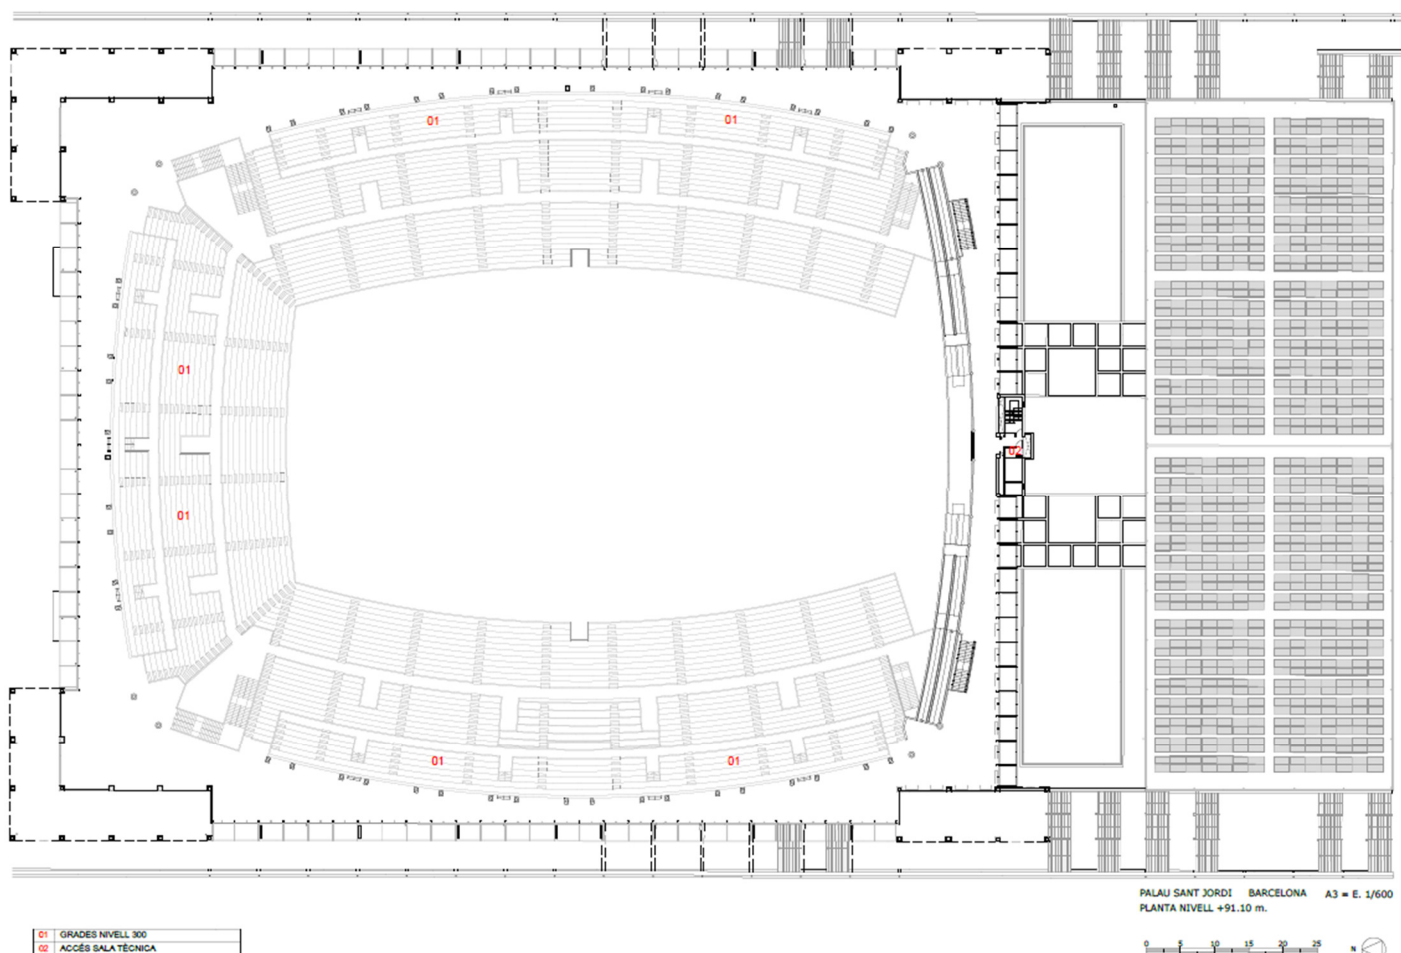 01 01
01
02
01
01 01
PALAU SANT JORDI BARCELONA A3 = E. 1/600
PLANTA NIVELL +91.10 m.
01 GRADES NIVELL 300
02 ACCÉS SALA TÈCNICA
0 5 10 15 20 25 N